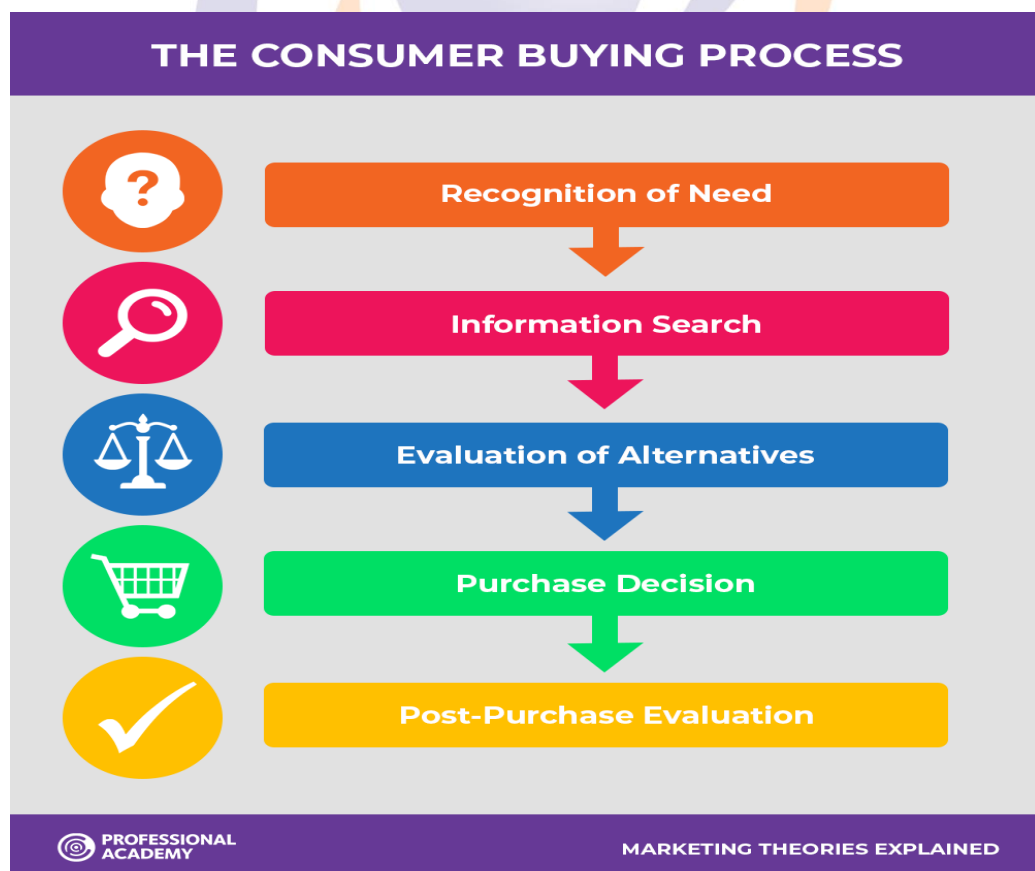 THE CONSUMER BUYING PROCESS
?
Recognition of Need
Information Search
Evaluation of Alternatives
Purchase Decision
Post-Purchase Evaluation
PROFESSIONAL
ACADEMY
MARKETING THEORIES EXPLAINED